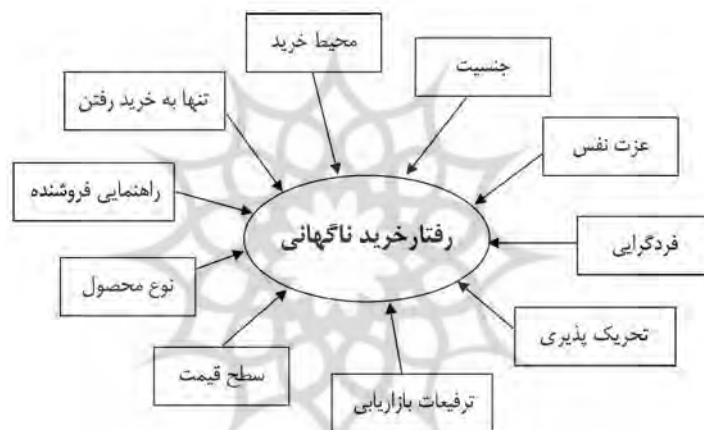 محیط خرید
جنسیت
تنها به خرید رفتن
عزت نفس
راهنمایی فروشنده
رفتارخرید ناگهانی
فردگرایی
نوع محصول
تحریک پذیری
سطح قیمت
ترفیعات بازاریابی